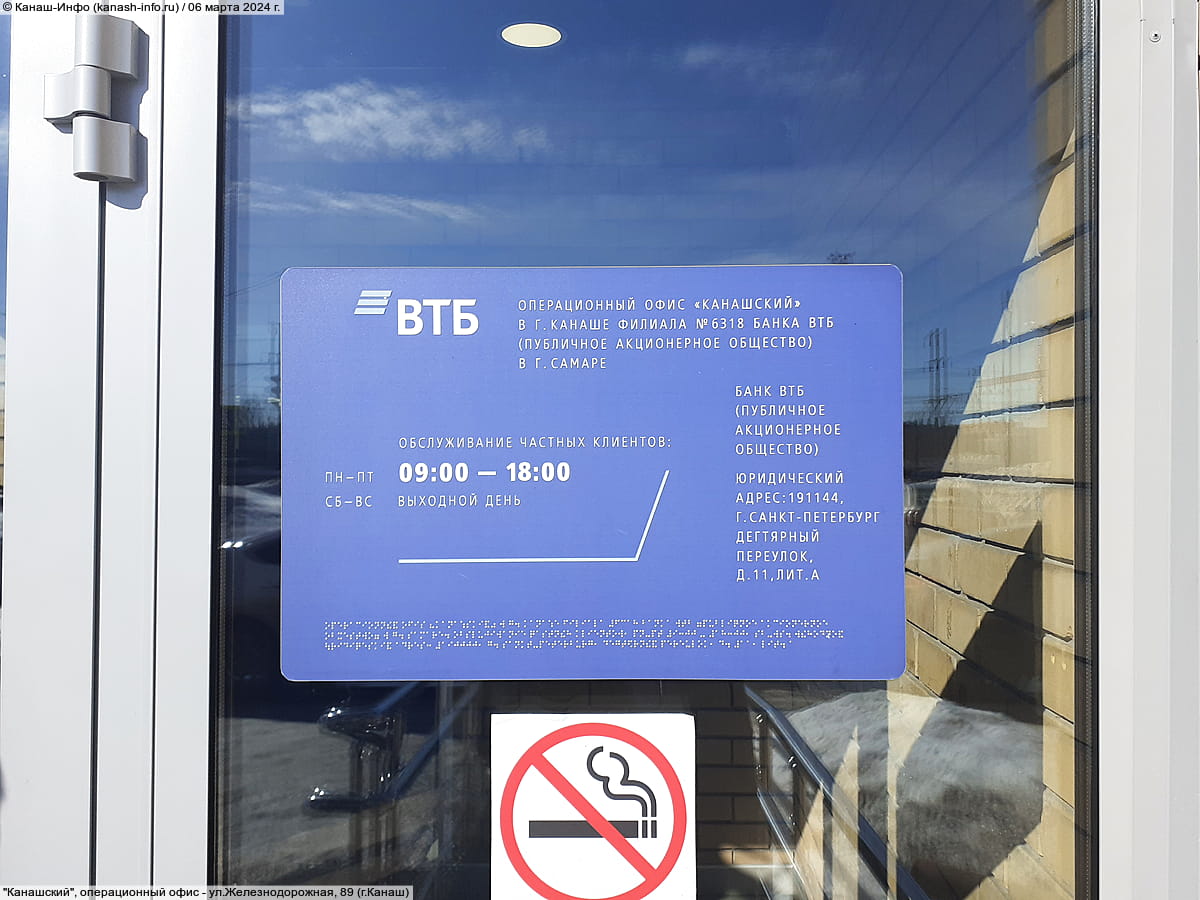 © Канаш-Инфо (kanash-info.ru) / 06 марта 2024 г.
ВТБ
ОПЕРАЦИОННЫЙ ОФИС «КАНАШСКИЙ»
В Г. КАНАШЕ ФИЛИАЛА №6318 БАНКА ВТБ
(ПУБЛИЧНОЕ АКЦИОНЕРНОЕ ОБЩЕСТВО)
В Г. САМАРЕ
ОБСЛУЖИВАНИЕ ЧАСТНЫХ КЛИЕНТОВ:
ПН–ПТ 09:00 — 18:00
СБ–ВС ВЫХОДНОЙ ДЕНЬ
БАНК ВТБ
(ПУБЛИЧНОЕ
АКЦИОНЕРНОЕ
ОБЩЕСТВО)
ЮРИДИЧЕСКИЙ
АДРЕС:191144,
Г.САНКТ-ПЕТЕРБУРГ
ДЕГТЯРНЫЙ
ПЕРЕУЛОК,
Д.11,ЛИТ.А
"Канашский", операционный офис - ул.Железнодорожная, 89 (г.Канаш)